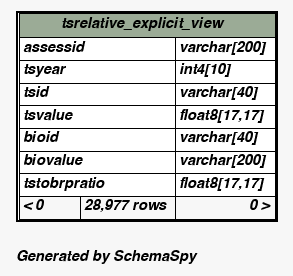 tsrelative_explicit_view
assessid varchar[200]
tsyear int4[10]
tsid varchar[40]
tsvalue float8[17,17]
bioid varchar[40]
biovalue varchar[200]
tstobrpratio float8[17,17]
< 0 28,977 rows 0 >
Generated by SchemaSpy